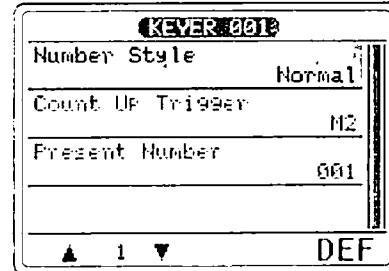 KEYER 001
Number Style
Normal
Count Up Trigger
M2
Present Number
001
▲ 1 ▼ DEF